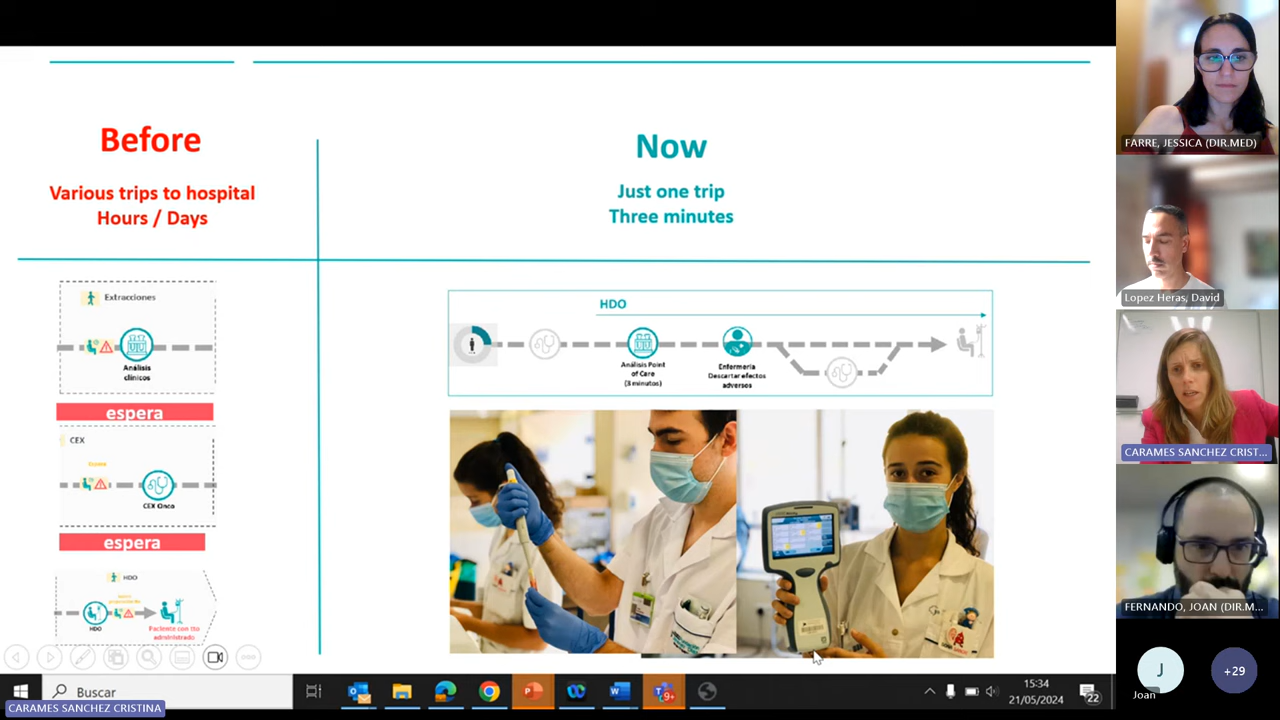 Before
Various trips to hospital
Hours / Days
Now
Just one trip
Three minutes
Extracciones
Análisis
clínicos
espera
CEX
Espera
CEX Onco
espera
HDO
HDO
Paciente con tto
administrado
HDO
Análisis Point
of Care
(3 minutos)
Enfermería
Descartar efectos
adversos
FARRE, JESSICA (DIR.MED)
Lopez Heras, David
CARAMES SANCHEZ CRIST...
FERNANDO, JOAN (DIR.M...
J
Joan
+29
Buscar
9+
15:34
21/05/2024
22
CARAMES SANCHEZ CRISTINA